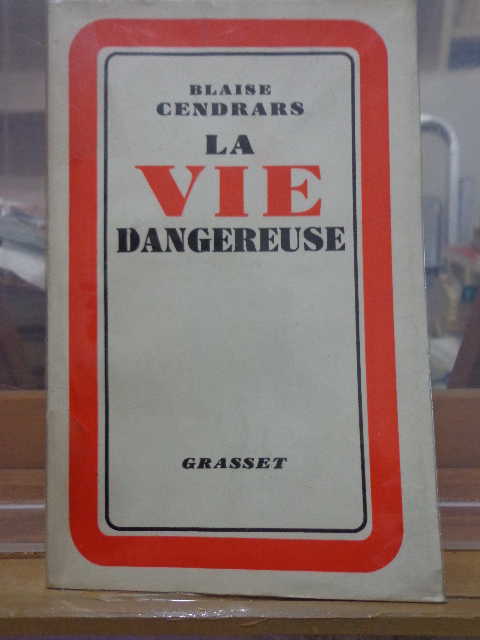 BLAISE
CENDRARS
LA
VIE
DANGEREUSE
GRASSET